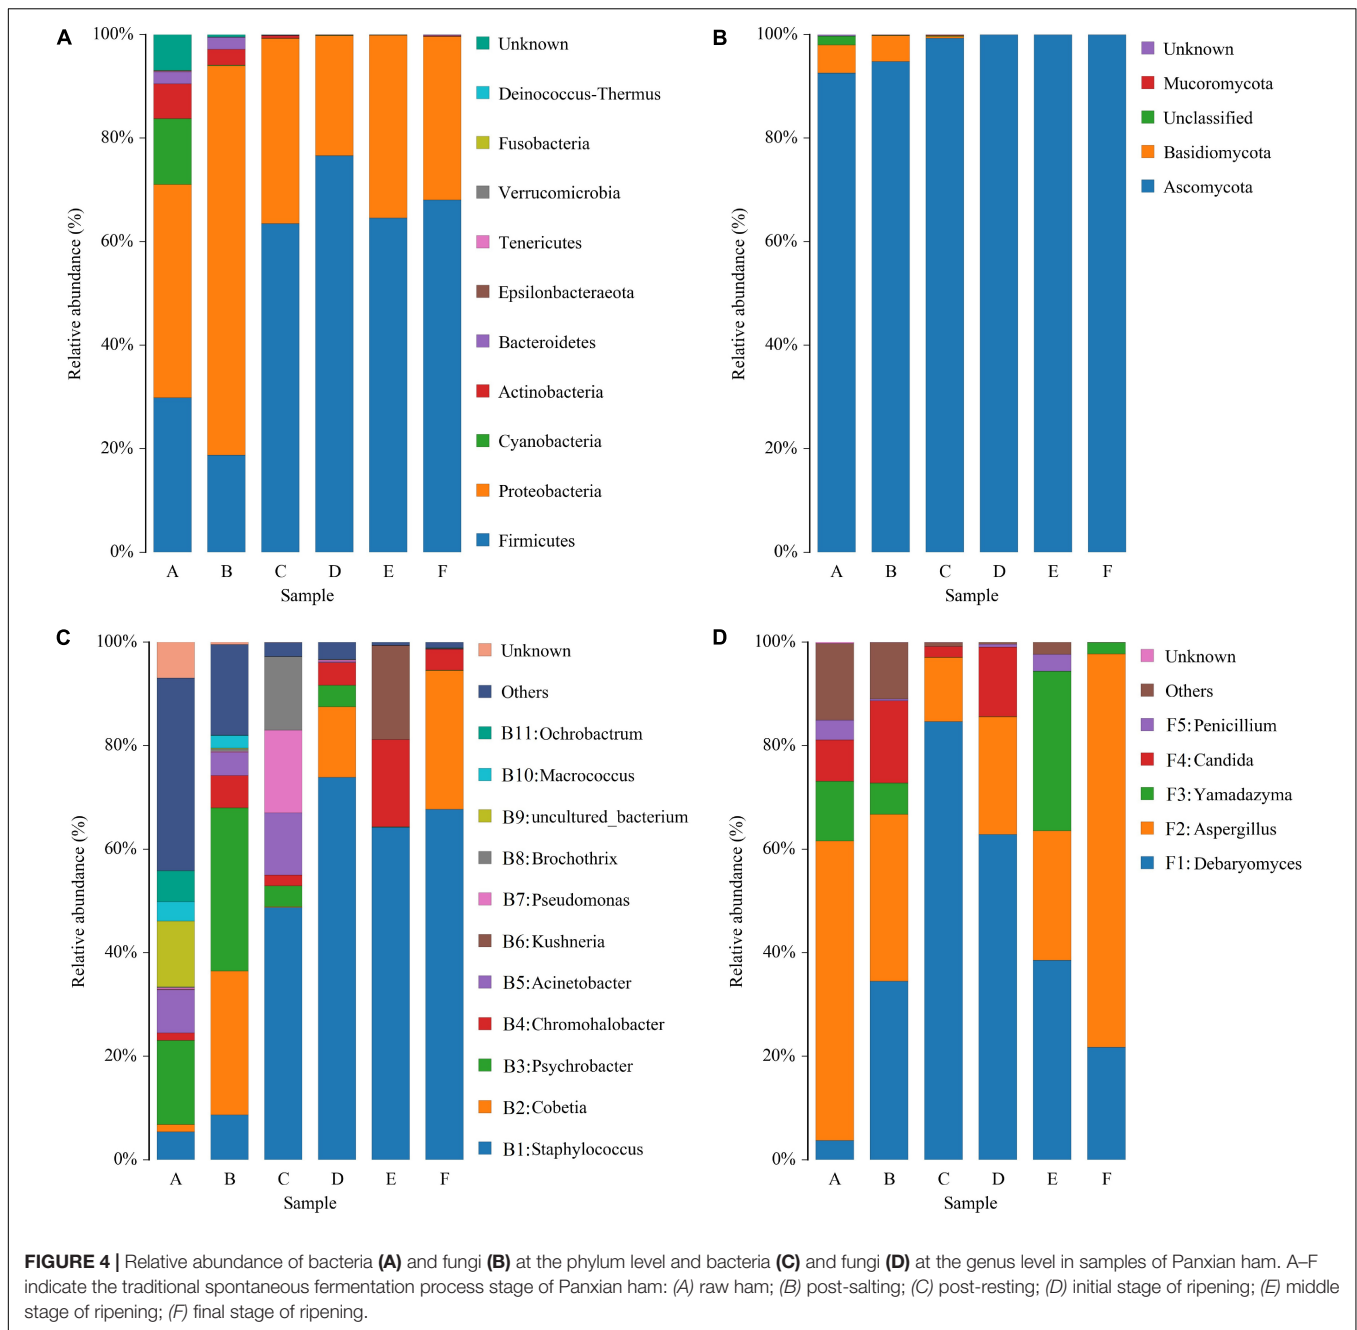 A
100%
80%
60%
40%
20%
0%
Relative abundance (%)
A B C D E F
Sample
Unknown
Deinococcus-Thermus
Fusobacteria
Verrucomicrobia
Tenericutes
Epsilonbacteraeota
Bacteroidetes
Actinobacteria
Cyanobacteria
Proteobacteria
Firmicutes
B
100%
80%
60%
40%
20%
0%
Relative abundance (%)
A B C D E F
Sample
Unknown
Mucoromycota
Unclassified
Basidiomycota
Ascomycota
C
100%
80%
60%
40%
20%
0%
Relative abundance (%)
A B C D E F
Sample
Unknown
Others
B11:Ochrobactrum
B10:Macrococcus
B9:uncultured_bacterium
B8:Brochothrix
B7:Pseudomonas
B6:Kushneria
B5:Acinetobacter
B4:Chromohalobacter
B3:Psychrobacter
B2:Cobetia
B1:Staphylococcus
D
100%
80%
60%
40%
20%
0%
Relative abundance (%)
A B C D E F
Sample
Unknown
Others
F5:Penicillium
F4:Candida
F3:Yamadazyma
F2:Aspergillus
F1:Debaryomyces
FIGURE 4 | Relative abundance of bacteria (A) and fungi (B) at the phylum level and bacteria (C) and fungi (D) at the genus level in samples of Panxian ham. A–F
indicate the traditional spontaneous fermentation process stage of Panxian ham: (A) raw ham; (B) post-salting; (C) post-resting; (D) initial stage of ripening; (E) middle
stage of ripening; (F) final stage of ripening.